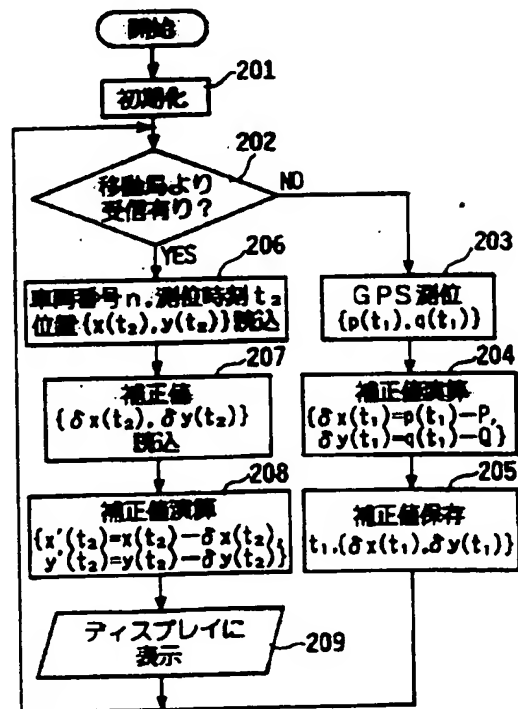 開始
201
初期化
202
移動局より
受信有り？
NO
YES
206
車両番号n,測位時刻t₂
位置{x(t₂),y(t₂)}読込
203
GPS測位
{p(t₁),q(t₁)}
207
補正値
{δx(t₂),δy(t₂)}
読込
204
補正値演算
{δx(t₁)=p(t₁)−P,
δy(t₁)=q(t₁)−Q}
208
補正値演算
{x′(t₂)=x(t₂)−δx(t₂),
y′(t₂)=y(t₂)−δy(t₂)}
205
補正値保存
t₁,{δx(t₁),δy(t₁)}
ディスプレイに
表示
209